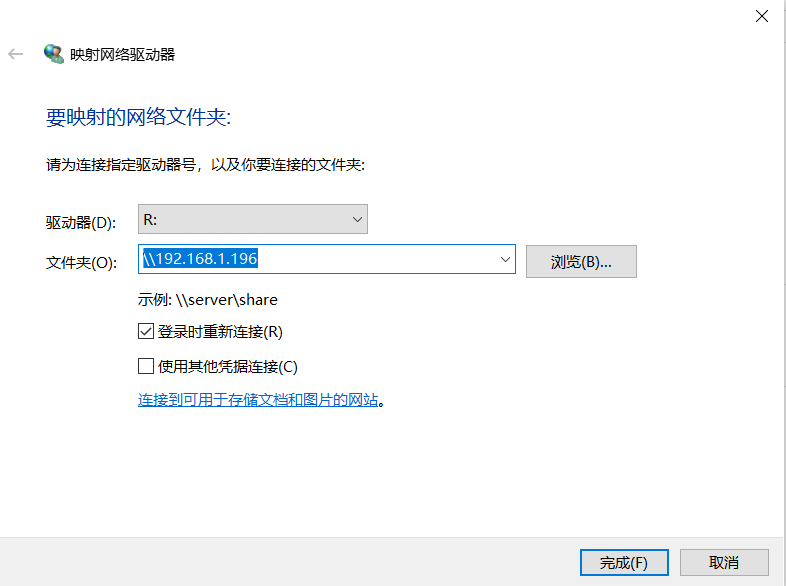 映射网络驱动器
要映射的网络文件夹:
请为连接指定驱动器号，以及你要连接的文件夹:
驱动器(D): R:
文件夹(O): \\192.168.1.196 浏览(B)...
示例: \\server\share
登录时重新连接(R)
使用其他凭据连接(C)
连接到可用于存储文档和图片的网站。
完成(F) 取消